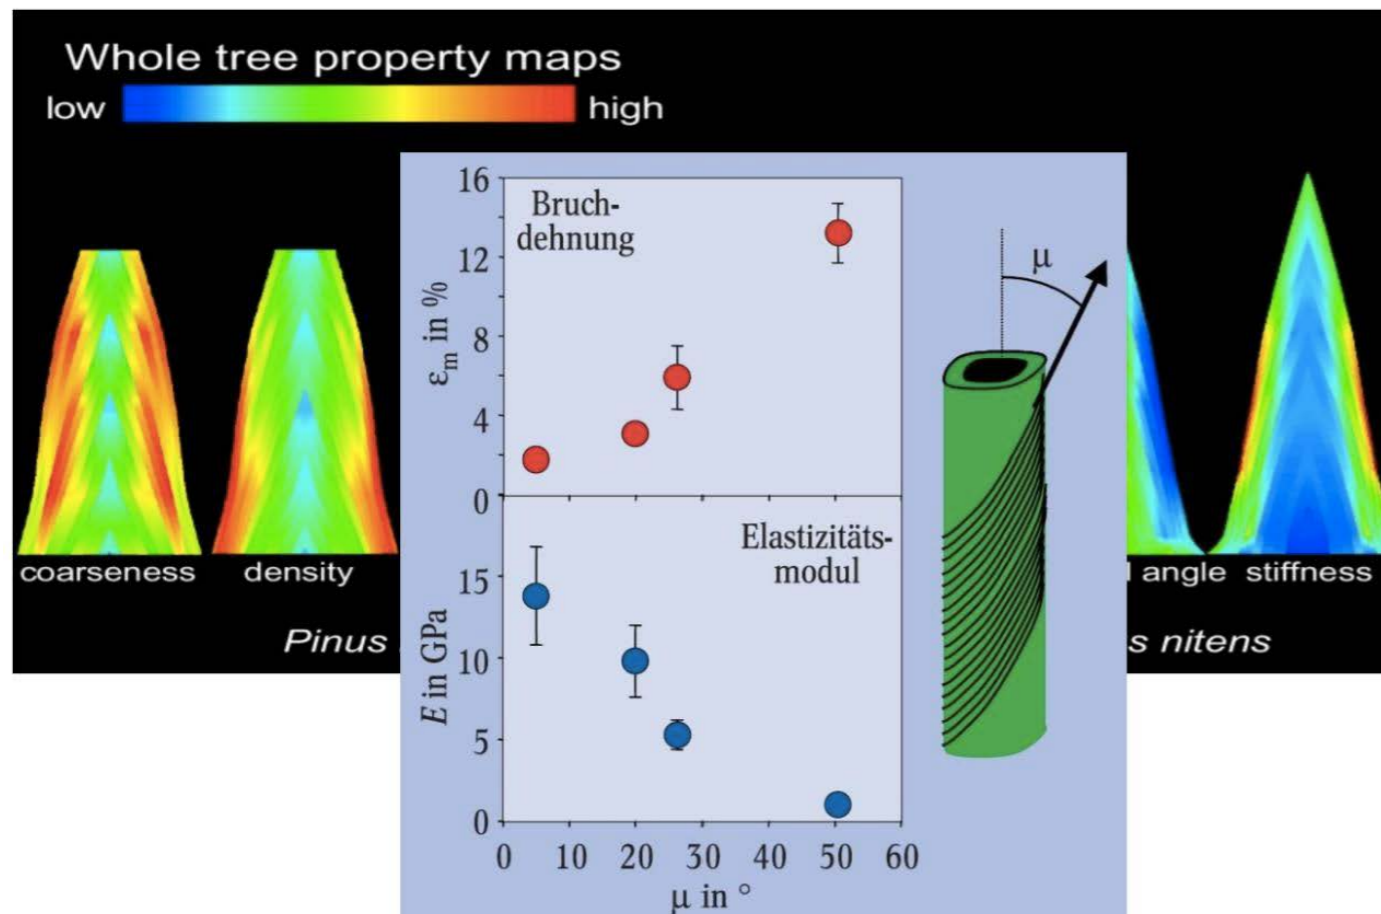 Whole tree property maps
low high
16
12
8
4
0
εm in %
Bruch-
dehnung
15
10
5
0
E in GPa
Elastizitäts-
modul
0 10 20 30 40 50 60
μ in °
μ
coarseness density angle stiffness
Pinus s nitens